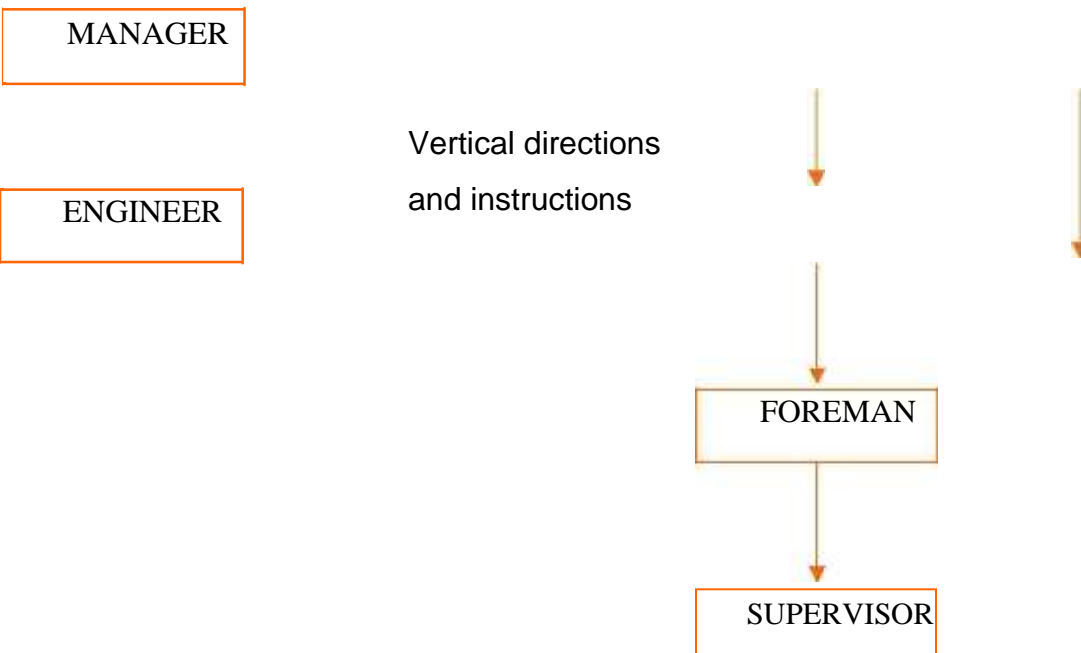 MANAGER
Vertical directions
and instructions
ENGINEER
FOREMAN
SUPERVISOR